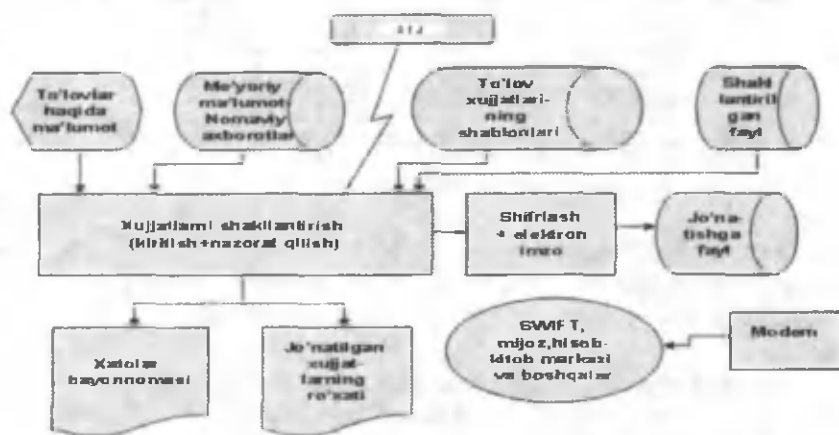 To'lovlar
haqida
ma'lumot
Me'yoriy
ma'lumot-
Nomaviy
axborotlar
To'lov
xujjatlari-
ning
shablonlari
Shakl
lantiril
gan
fayl
Xujjatlarni shakllantirish
(kiritish+nazorat qilish)
Shifrlash
+ elektron
imzo
Jo'na-
tishga
fayl
Xatolar
bayonnomasi
Jo'natilgan
xujjat-
larning
ro'xati
SWIFT,
mijoz,hisob-
kitob markazi
va boshqalar
Modem